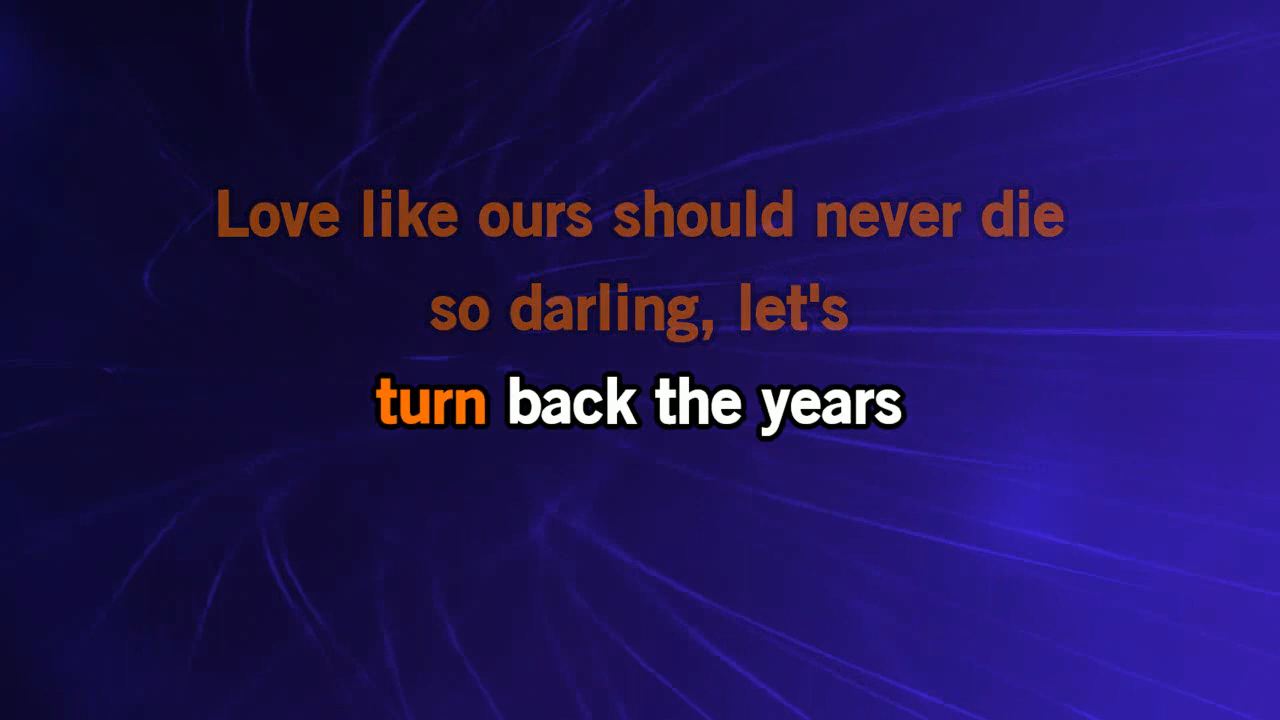 Love like ours should never die
so darling, let's
turn back the years